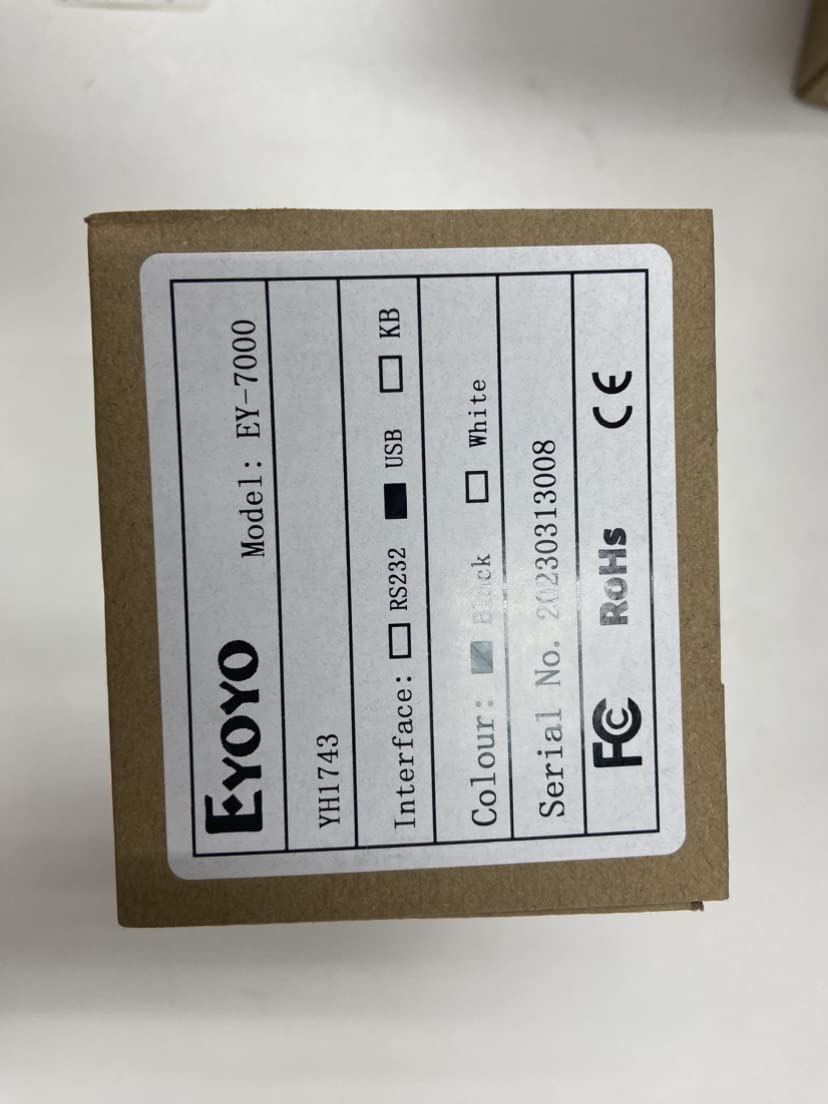 EYOYO Model: EY-7000
YH1743
Interface: □ RS232 ■ USB □ KB
Colour: ■ Black □ White
Serial No. 20230313008
FC RoHS CE